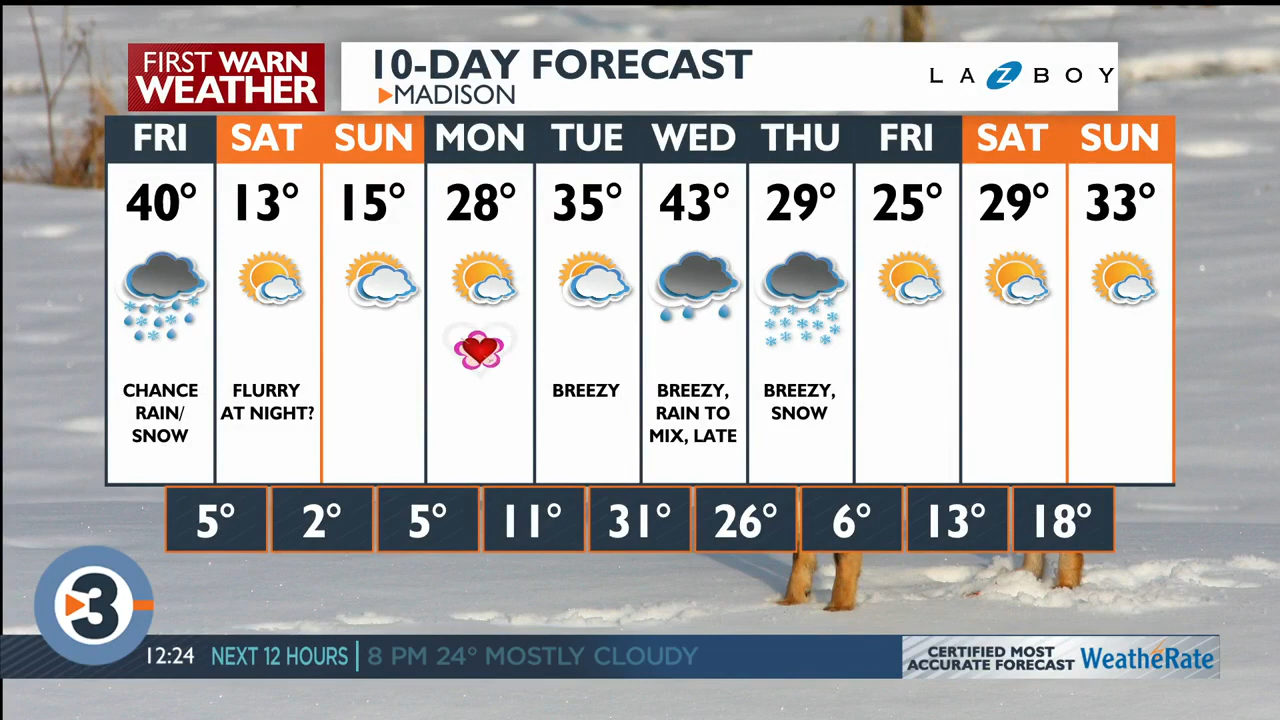 FIRST WARN
WEATHER
10-DAY FORECAST
MADISON
LAZBOY
FRI SAT SUN MON TUE WED THU FRI SAT SUN
40° 13° 15° 28° 35° 43° 29° 25° 29° 33°
CHANCE
RAIN/
SNOW
FLURRY
AT NIGHT?
BREEZY
BREEZY,
RAIN TO
MIX, LATE
BREEZY,
SNOW
5° 2° 5° 11° 31° 26° 6° 13° 18°
3
12:24 NEXT 12 HOURS 8 PM 24° MOSTLY CLOUDY
CERTIFIED MOST
ACCURATE FORECAST
WeatheRate